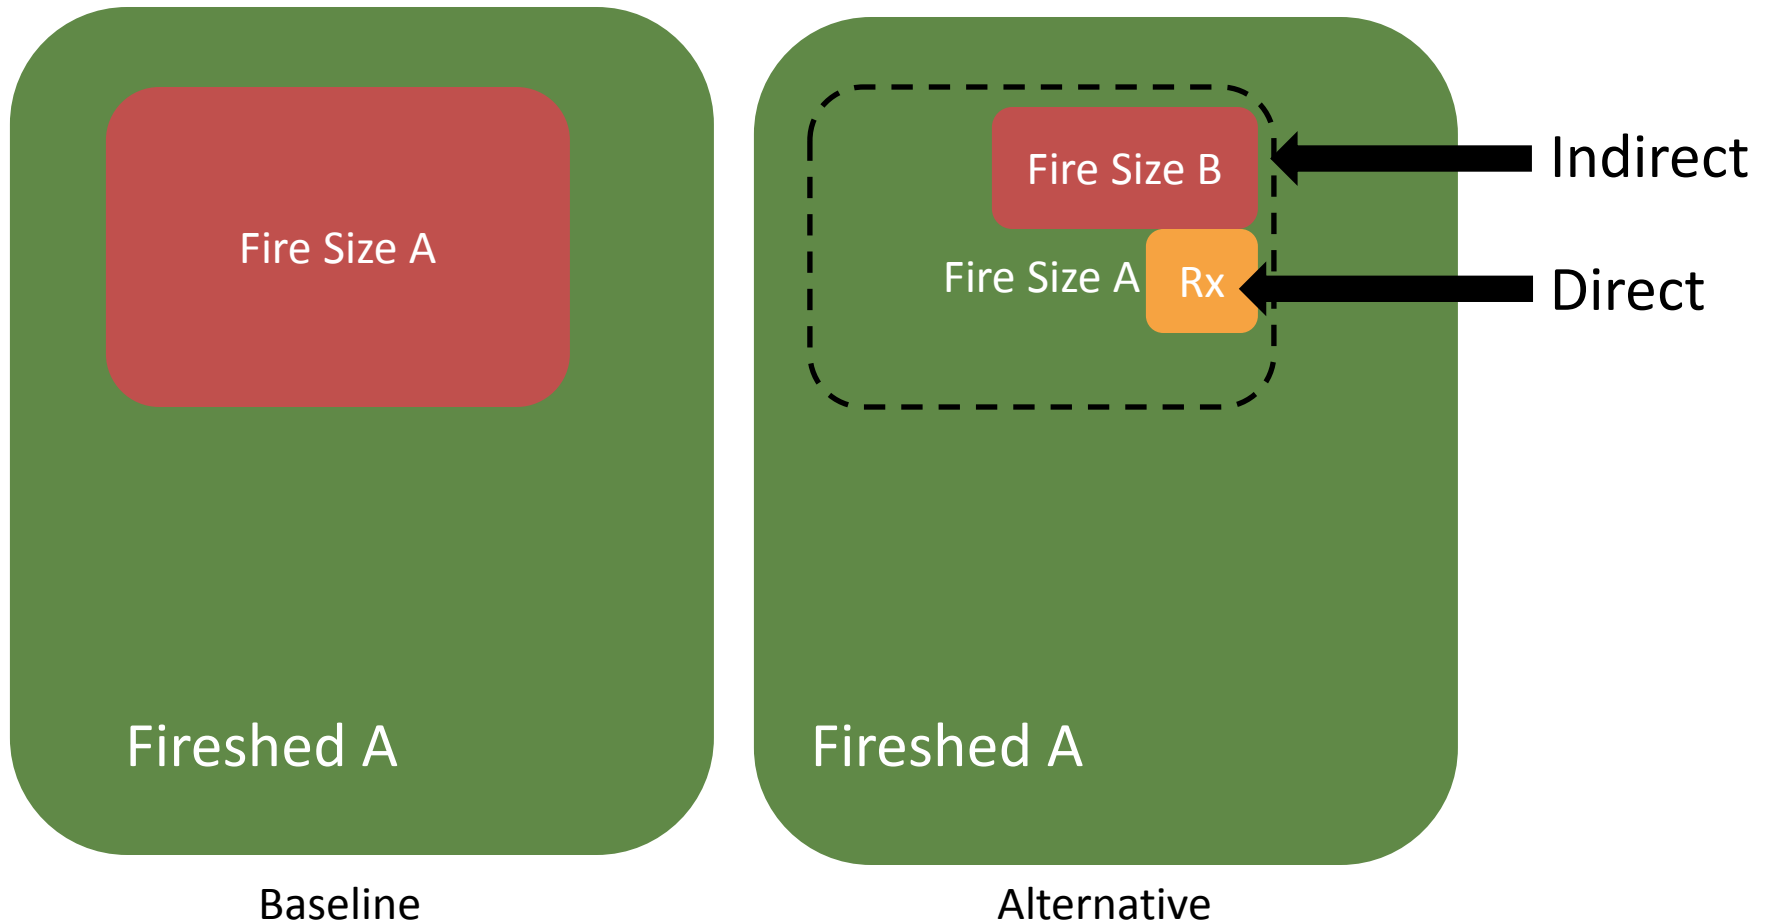 Fire Size A
Fireshed A
Baseline
Fire Size B
Fire Size A
Rx
Indirect
Direct
Fireshed A
Alternative